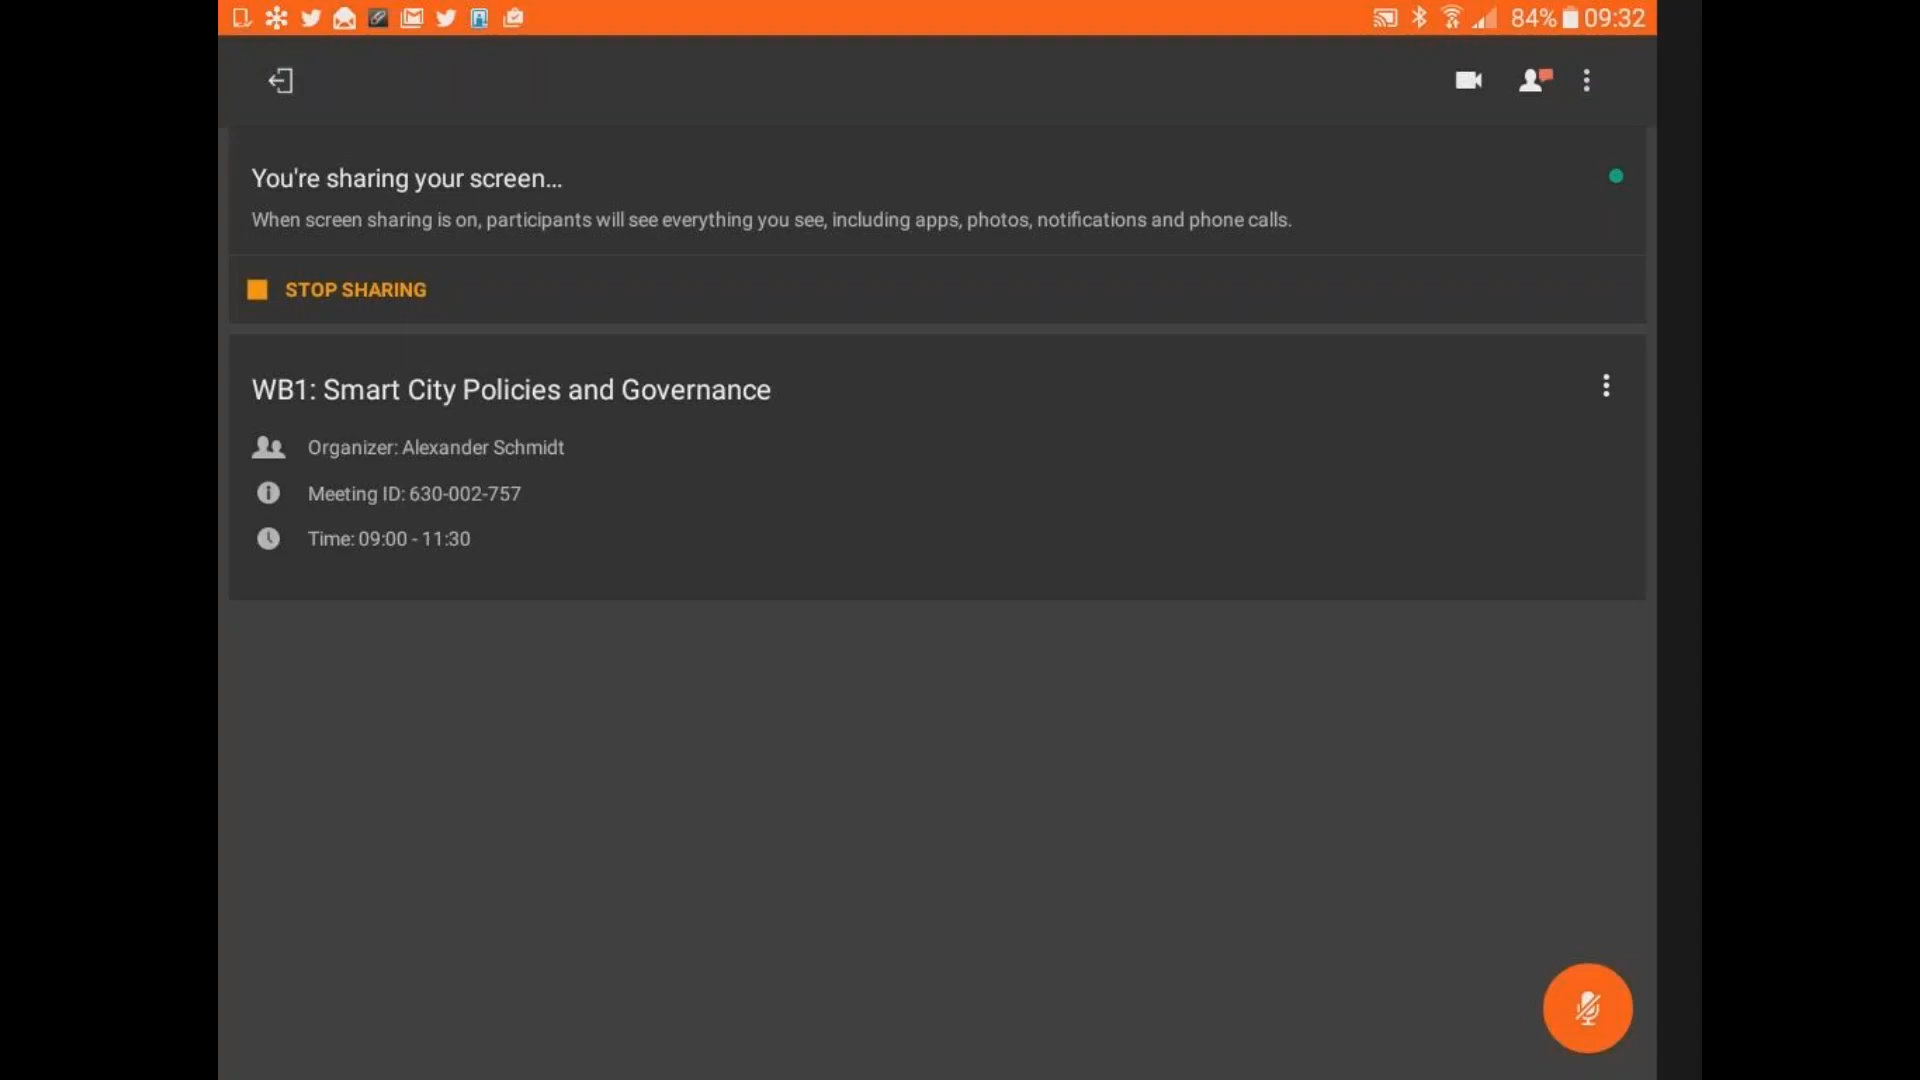 84% 09:32
You're sharing your screen...
When screen sharing is on, participants will see everything you see, including apps, photos, notifications and phone calls.
STOP SHARING
WB1: Smart City Policies and Governance
Organizer: Alexander Schmidt
Meeting ID: 630-002-757
Time: 09:00 - 11:30